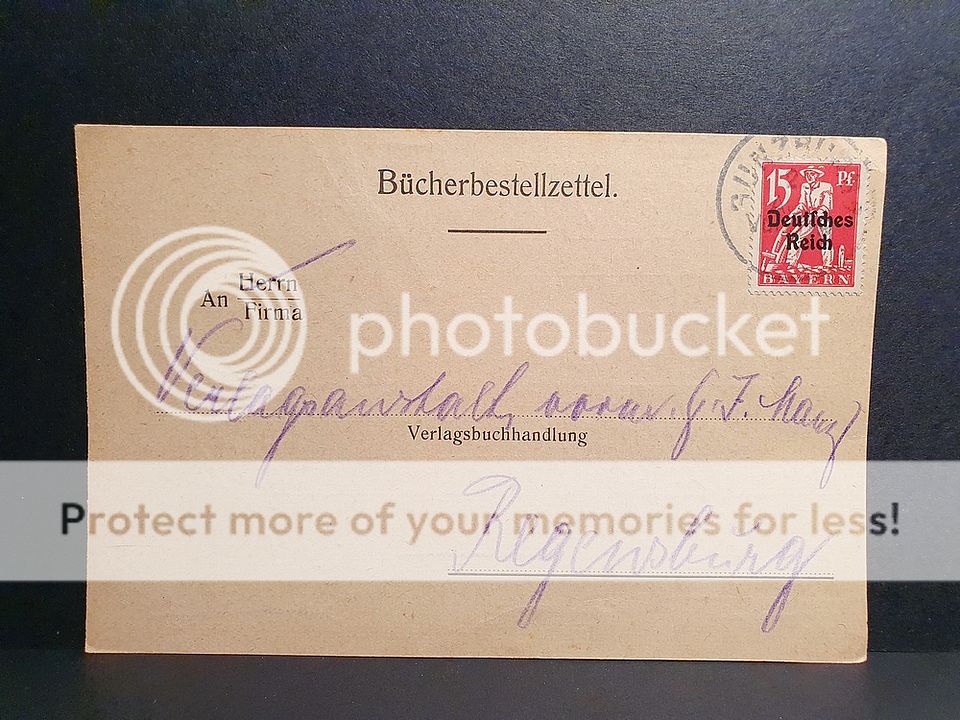 Bücherbestellzettel.
15 Pf
Deutsches
Reich
BAYERN
An Herrn
Firma
photobucket
Verlagsanstalt, vorm. G. J. Manz
Verlagsbuchhandlung
Protect more of your memories for less!
Regensburg